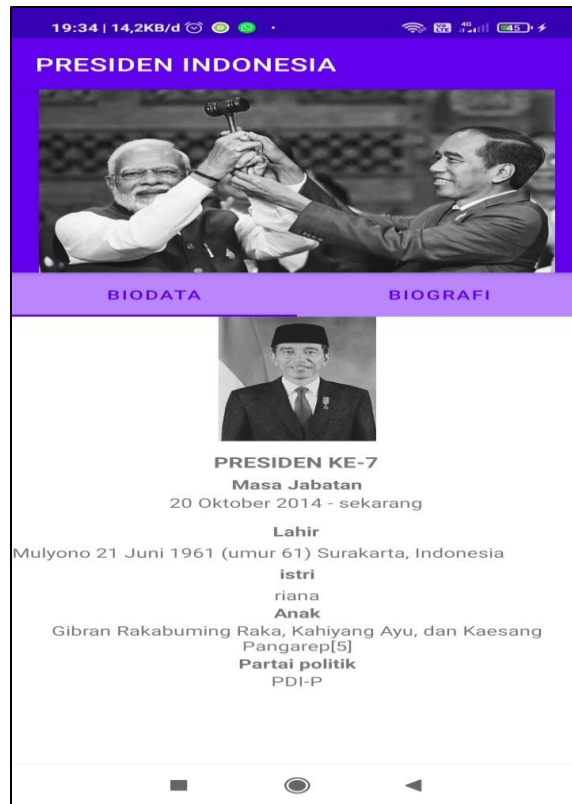 19:34 | 14,2KB/d
4G
45
PRESIDEN INDONESIA
BIODATA
BIOGRAFI
PRESIDEN KE-7
Masa Jabatan
20 Oktober 2014 - sekarang
Lahir
Mulyono 21 Juni 1961 (umur 61) Surakarta, Indonesia
istri
riana
Anak
Gibran Rakabuming Raka, Kahiyang Ayu, dan Kaesang
Pangarep[5]
Partai politik
PDI-P